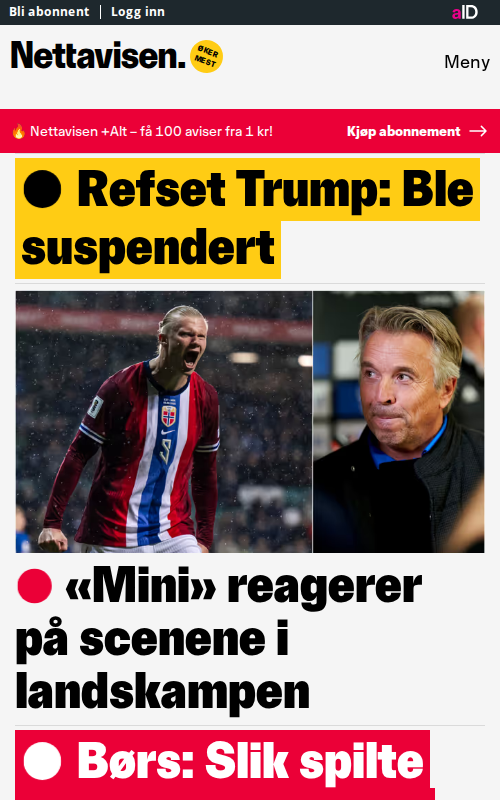 Bli abonnent | Logg inn
aID
Nettavisen.
ØKER
MEST
Meny
🔥 Nettavisen +Alt – få 100 aviser fra 1 kr!
Kjøp abonnement →
Refset Trump: Ble
suspendert
«Mini» reagerer
på scenene i
landskampen
Børs: Slik spilte